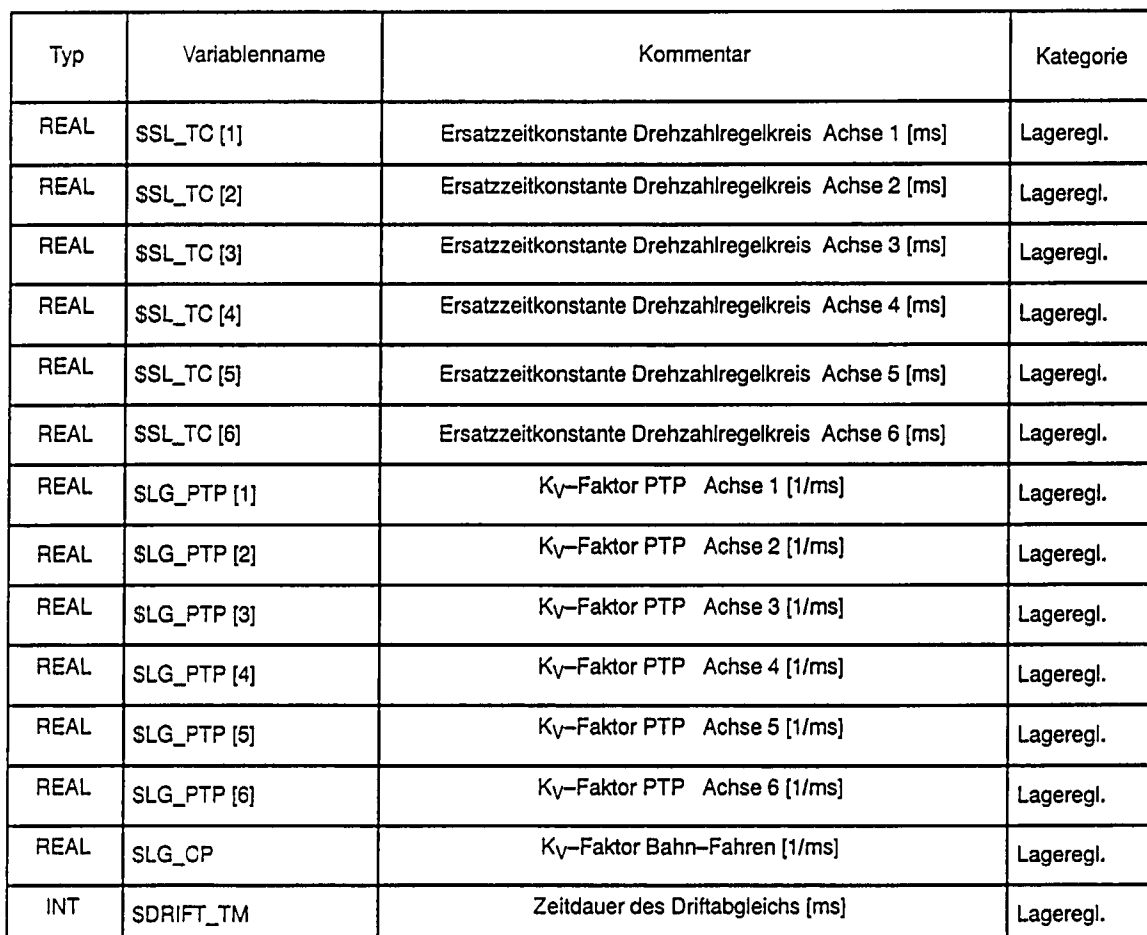 Typ Variablenname Kommentar Kategorie
REAL $SL_TC [1] Ersatzzeitkonstante Drehzahlregelkreis Achse 1 [ms] Lageregl.
REAL $SL_TC [2] Ersatzzeitkonstante Drehzahlregelkreis Achse 2 [ms] Lageregl.
REAL $SL_TC [3] Ersatzzeitkonstante Drehzahlregelkreis Achse 3 [ms] Lageregl.
REAL $SL_TC [4] Ersatzzeitkonstante Drehzahlregelkreis Achse 4 [ms] Lageregl.
REAL $SL_TC [5] Ersatzzeitkonstante Drehzahlregelkreis Achse 5 [ms] Lageregl.
REAL $SL_TC [6] Ersatzzeitkonstante Drehzahlregelkreis Achse 6 [ms] Lageregl.
REAL $LG_PTP [1] KV–Faktor PTP Achse 1 [1/ms] Lageregl.
REAL $LG_PTP [2] KV–Faktor PTP Achse 2 [1/ms] Lageregl.
REAL $LG_PTP [3] KV–Faktor PTP Achse 3 [1/ms] Lageregl.
REAL $LG_PTP [4] KV–Faktor PTP Achse 4 [1/ms] Lageregl.
REAL $LG_PTP [5] KV–Faktor PTP Achse 5 [1/ms] Lageregl.
REAL $LG_PTP [6] KV–Faktor PTP Achse 6 [1/ms] Lageregl.
REAL $LG_CP KV–Faktor Bahn–Fahren [1/ms] Lageregl.
INT $DRIFT_TM Zeitdauer des Driftabgleichs [ms] Lageregl.